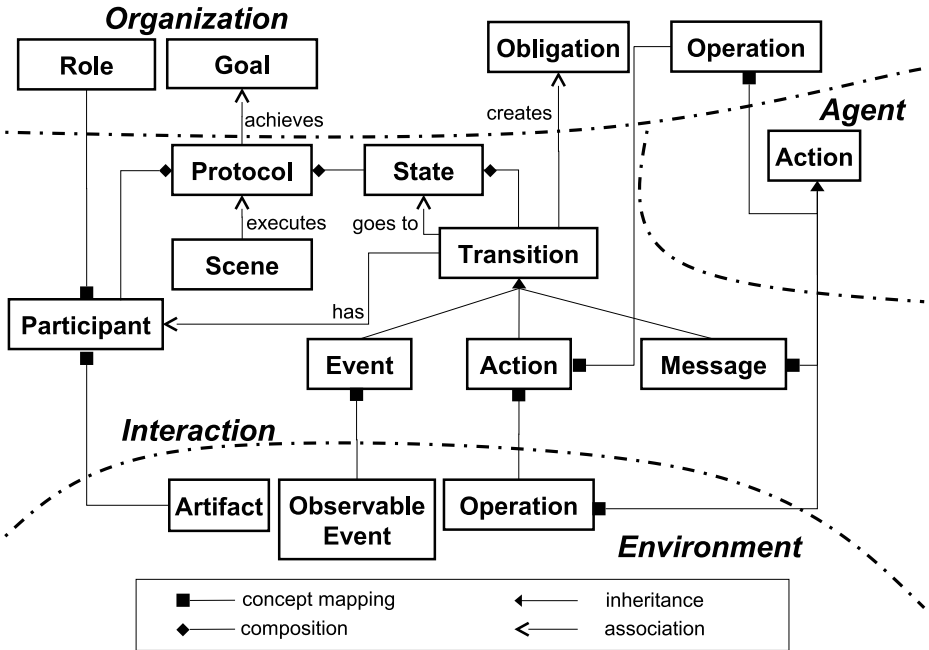 Organization
Role
Goal
Obligation
Operation
achieves
creates
Agent
Action
Protocol
State
executes
goes to
Scene
Transition
Participant
has
Event
Action
Message
Interaction
Artifact
Observable
Event
Operation
Environment
concept mapping
inheritance
composition
association